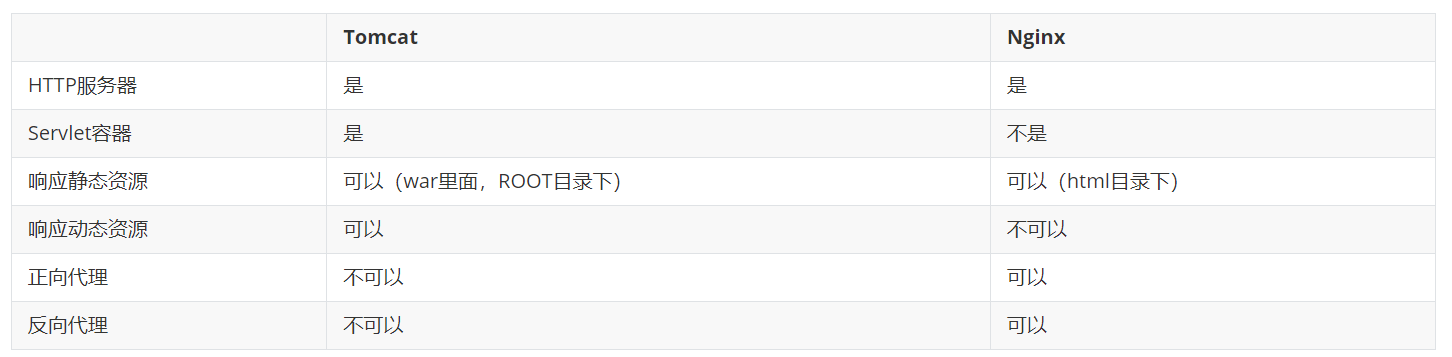 Tomcat Nginx
HTTP服务器 是 是
Servlet容器 是 不是
响应静态资源 可以（war里面，ROOT目录下） 可以（html目录下）
响应动态资源 可以 不可以
正向代理 不可以 可以
反向代理 不可以 可以